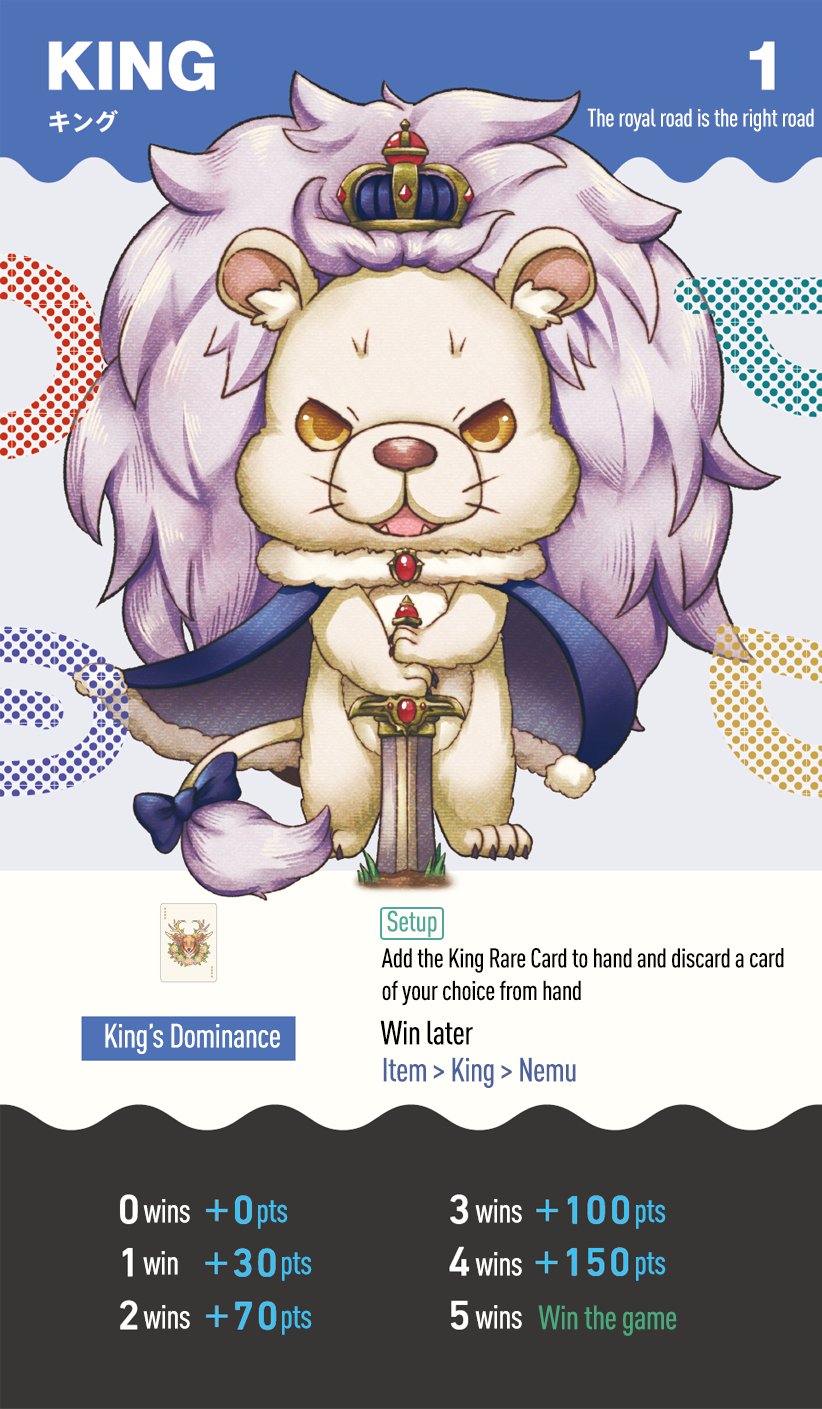 KING
キング
1
The royal road is the right road
King's Dominance
Setup
Add the King Rare Card to hand and discard a card
of your choice from hand
Win later
Item > King > Nemu
0 wins +0 pts
1 win +30 pts
2 wins +70 pts
3 wins +100 pts
4 wins +150 pts
5 wins Win the game